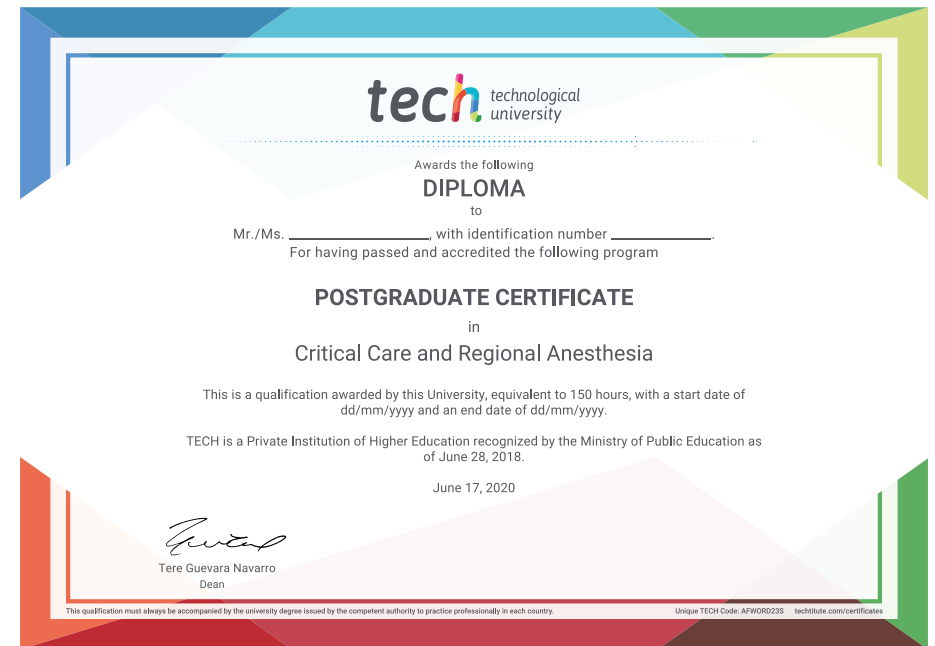 tech technological
university
Awards the following
DIPLOMA
to
Mr./Ms. ____________, with identification number ____________.
For having passed and accredited the following program
POSTGRADUATE CERTIFICATE
in
Critical Care and Regional Anesthesia
This is a qualification awarded by this University, equivalent to 150 hours, with a start date of
dd/mm/yyyy and an end date of dd/mm/yyyy.
TECH is a Private Institution of Higher Education recognized by the Ministry of Public Education as
of June 28, 2018.
June 17, 2020
Tere Guevara Navarro
Dean
This qualification must always be accompanied by the university degree issued by the competent authority to practice professionally in each country.
Unique TECH Code: AFWORD23S techtitute.com/certificates